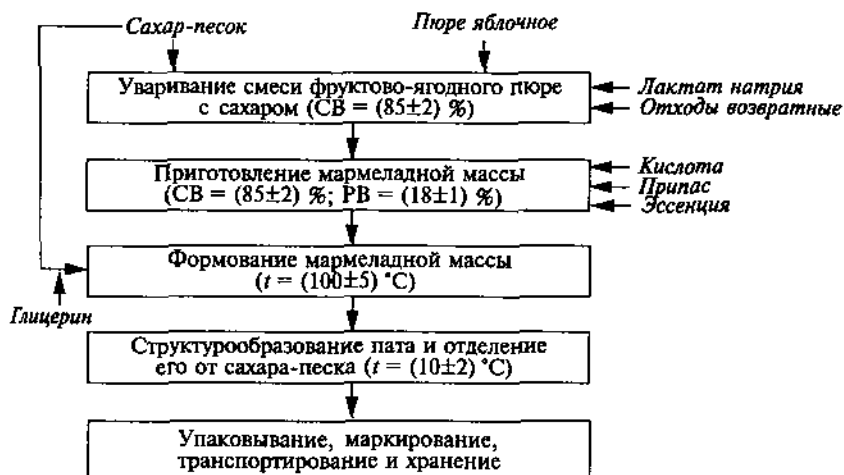 Сахар-песок
Пюре яблочное
Уваривание смеси фруктово-ягодного пюре
с сахаром (СВ = (85±2) %)
Лактат натрия
Отходы возвратные
Приготовление мармеладной массы
(СВ = (85±2) %; РВ = (18±1) %)
Кислота
Припас
Эссенция
Формование мармеладной массы
(t = (100±5) °С)
Глицерин
Структурообразование пата и отделение
его от сахара-песка (t = (10±2) °С)
Упаковывание, маркирование,
транспортирование и хранение